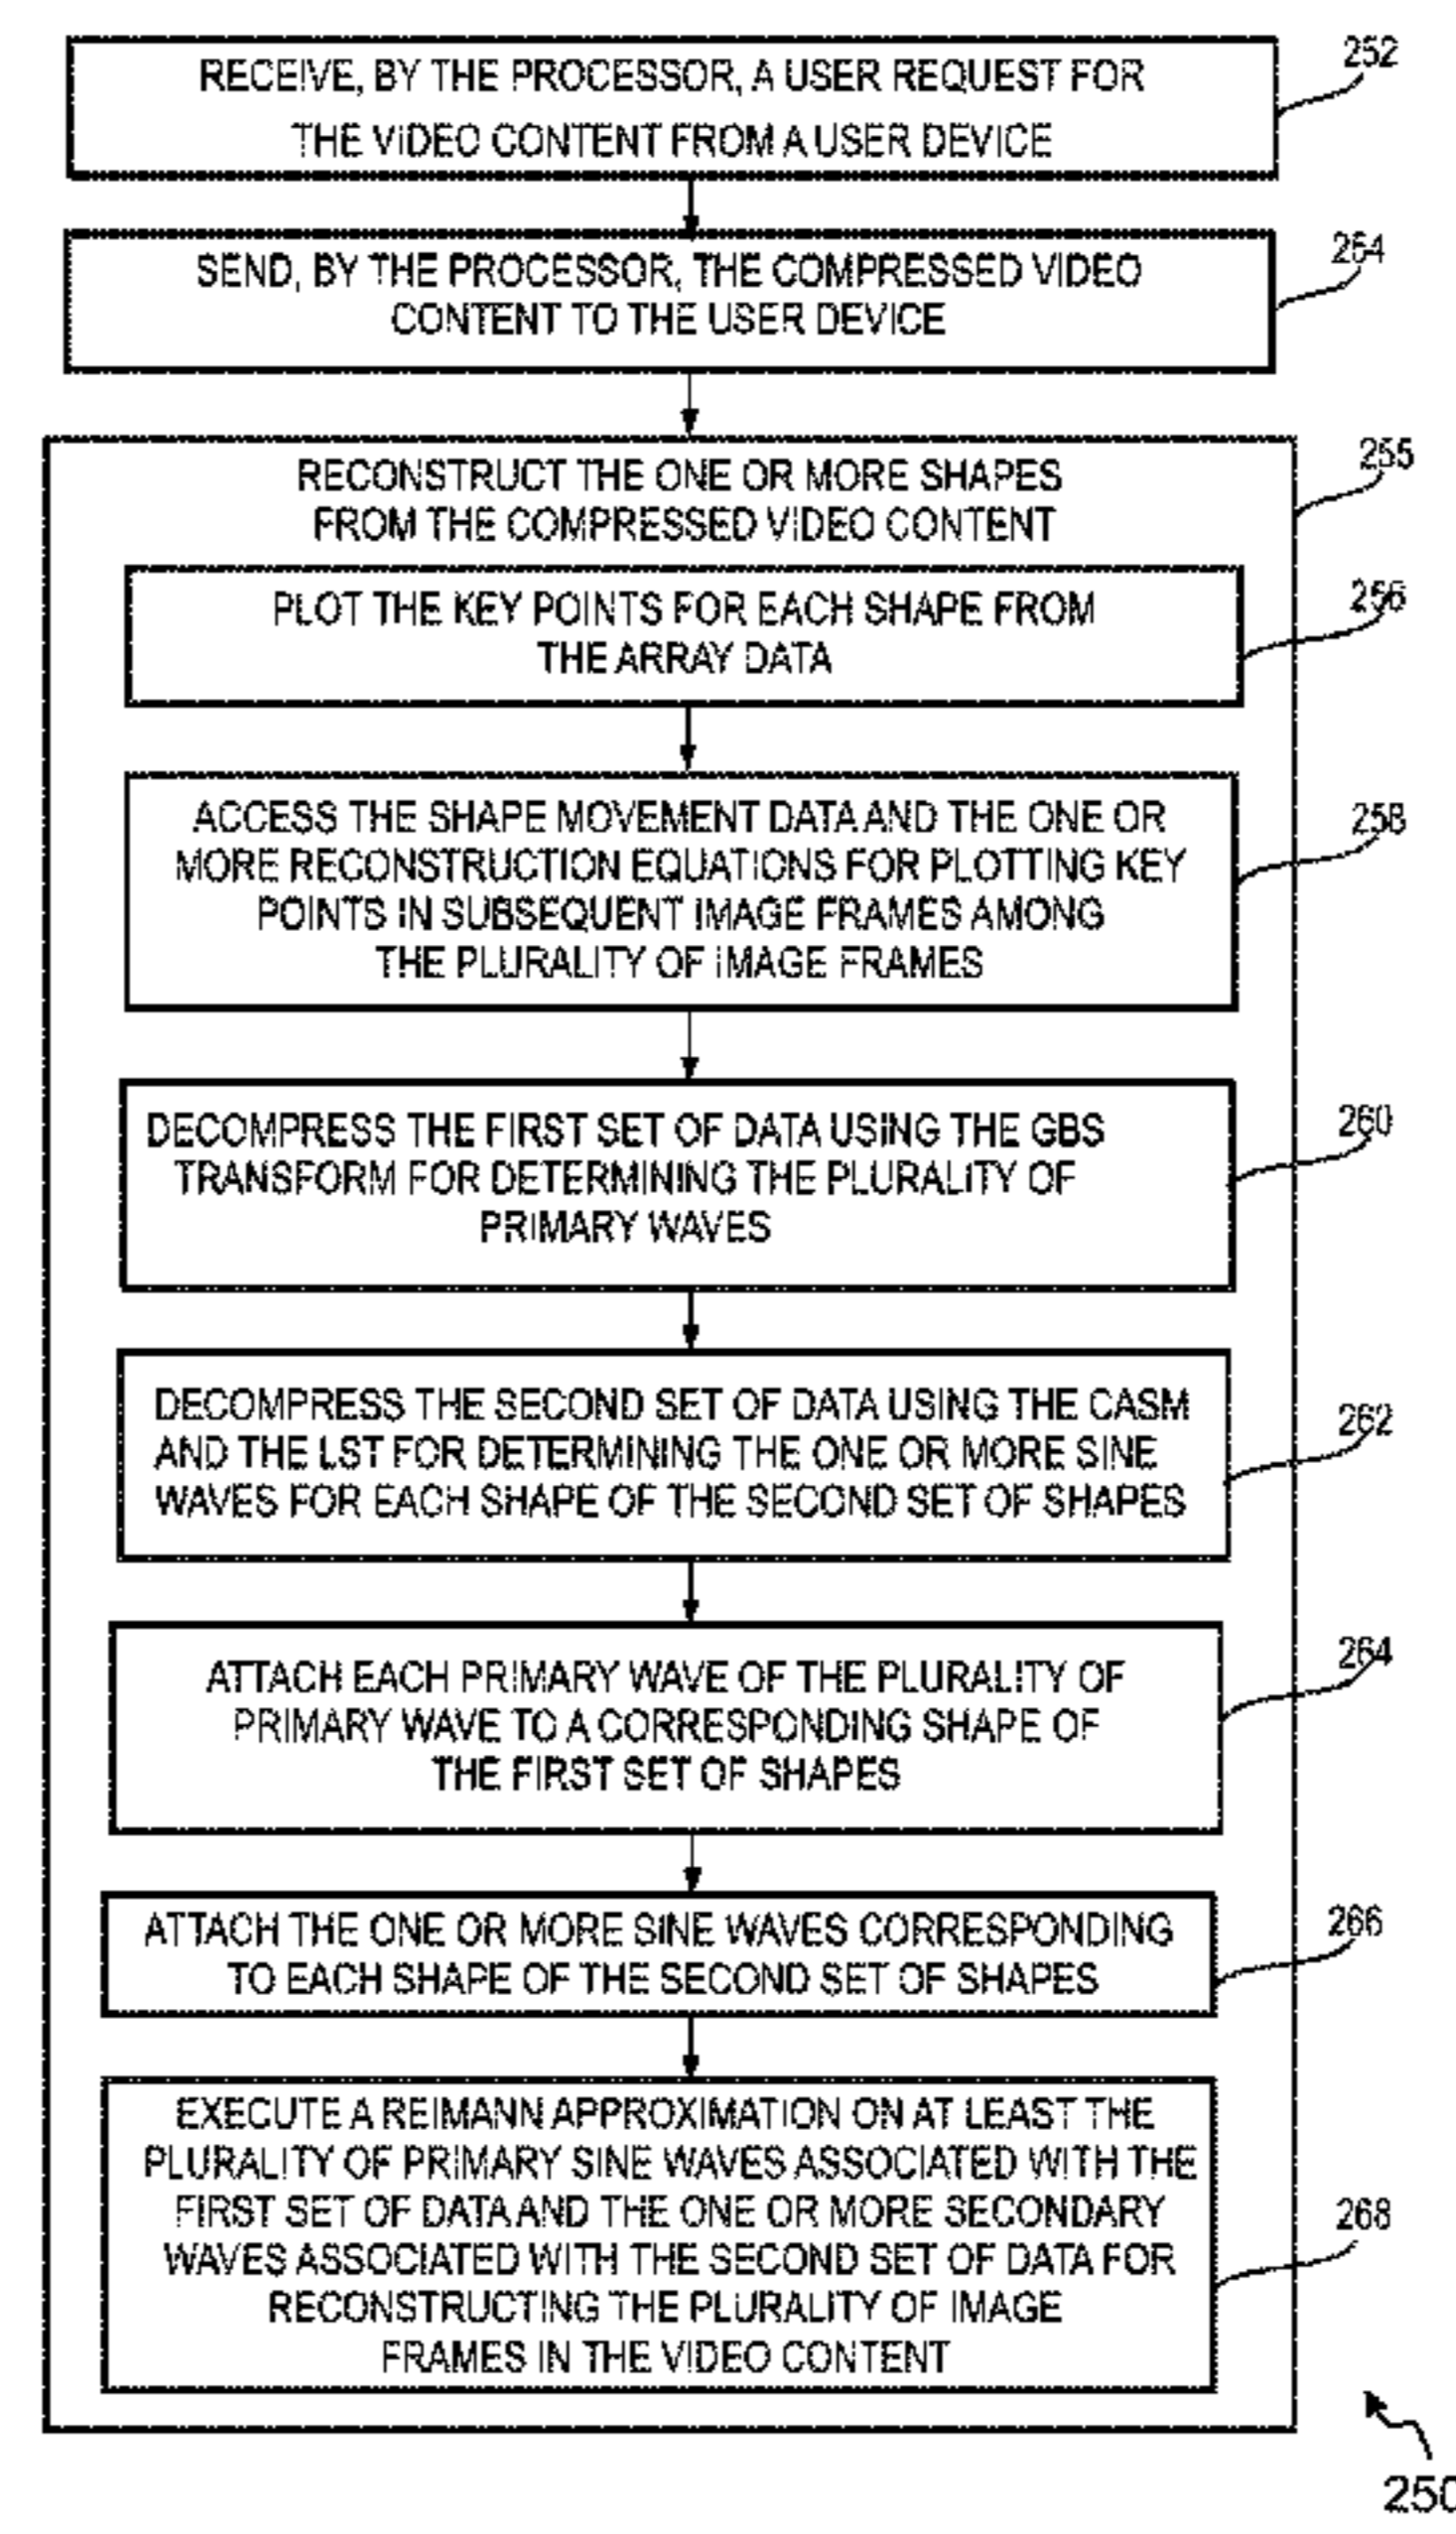 RECEIVE, BY THE PROCESSOR, A USER REQUEST FOR
THE VIDEO CONTENT FROM A USER DEVICE
252
SEND, BY THE PROCESSOR, THE COMPRESSED VIDEO
CONTENT TO THE USER DEVICE
254
RECONSTRUCT THE ONE OR MORE SHAPES
FROM THE COMPRESSED VIDEO CONTENT
255
PLOT THE KEY POINTS FOR EACH SHAPE FROM
THE ARRAY DATA
256
ACCESS THE SHAPE MOVEMENT DATA AND THE ONE OR
MORE RECONSTRUCTION EQUATIONS FOR PLOTTING KEY
POINTS IN SUBSEQUENT IMAGE FRAMES AMONG
THE PLURALITY OF IMAGE FRAMES
258
DECOMPRESS THE FIRST SET OF DATA USING THE GBS
TRANSFORM FOR DETERMINING THE PLURALITY OF
PRIMARY WAVES
260
DECOMPRESS THE SECOND SET OF DATA USING THE CASM
AND THE LST FOR DETERMINING THE ONE OR MORE SINE
WAVES FOR EACH SHAPE OF THE SECOND SET OF SHAPES
262
ATTACH EACH PRIMARY WAVE OF THE PLURALITY OF
PRIMARY WAVE TO A CORRESPONDING SHAPE OF
THE FIRST SET OF SHAPES
264
ATTACH THE ONE OR MORE SINE WAVES CORRESPONDING
TO EACH SHAPE OF THE SECOND SET OF SHAPES
266
EXECUTE A REIMANN APPROXIMATION ON AT LEAST THE
PLURALITY OF PRIMARY SINE WAVES ASSOCIATED WITH THE
FIRST SET OF DATA AND THE ONE OR MORE SECONDARY
WAVES ASSOCIATED WITH THE SECOND SET OF DATA FOR
RECONSTRUCTING THE PLURALITY OF IMAGE
FRAMES IN THE VIDEO CONTENT
268
250